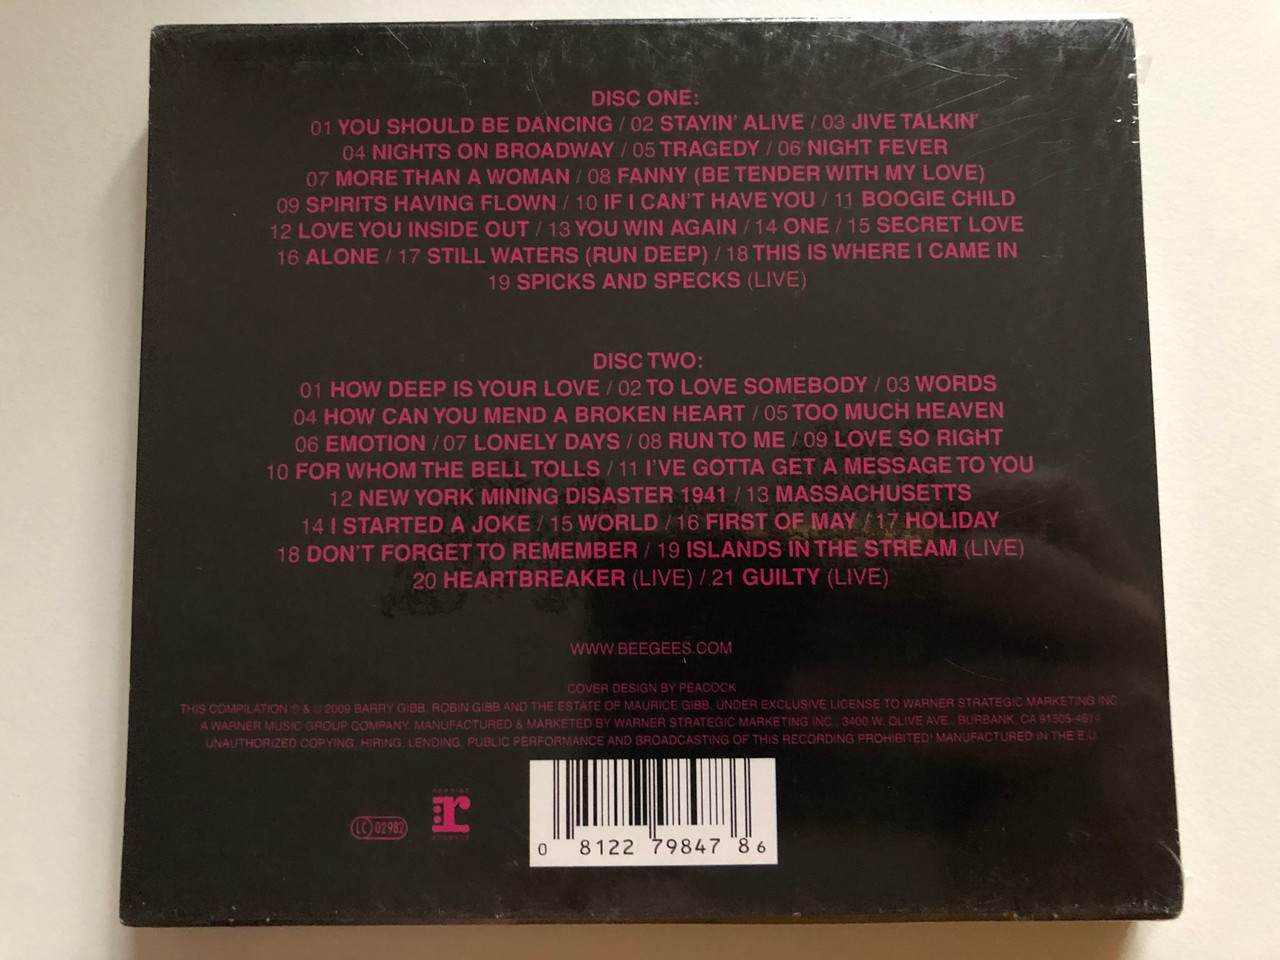 DISC ONE:
01 YOU SHOULD BE DANCING / 02 STAYIN' ALIVE / 03 JIVE TALKIN'
04 NIGHTS ON BROADWAY / 05 TRAGEDY / 06 NIGHT FEVER
07 MORE THAN A WOMAN / 08 FANNY (BE TENDER WITH MY LOVE)
09 SPIRITS HAVING FLOWN / 10 IF I CAN'T HAVE YOU / 11 BOOGIE CHILD
12 LOVE YOU INSIDE OUT / 13 YOU WIN AGAIN / 14 ONE / 15 SECRET LOVE
16 ALONE / 17 STILL WATERS (RUN DEEP) / 18 THIS IS WHERE I CAME IN
19 SPICKS AND SPECKS (LIVE)
DISC TWO:
01 HOW DEEP IS YOUR LOVE / 02 TO LOVE SOMEBODY / 03 WORDS
04 HOW CAN YOU MEND A BROKEN HEART / 05 TOO MUCH HEAVEN
06 EMOTION / 07 LONELY DAYS / 08 RUN TO ME / 09 LOVE SO RIGHT
10 FOR WHOM THE BELL TOLLS / 11 I'VE GOTTA GET A MESSAGE TO YOU
12 NEW YORK MINING DISASTER 1941 / 13 MASSACHUSETTS
14 I STARTED A JOKE / 15 WORLD / 16 FIRST OF MAY / 17 HOLIDAY
18 DON'T FORGET TO REMEMBER / 19 ISLANDS IN THE STREAM (LIVE)
20 HEARTBREAKER (LIVE) / 21 GUILTY (LIVE)
WWW.BEEGEES.COM
COVER DESIGN BY PEACOCK
THIS COMPILATION ℗ & © 2009 BARRY GIBB, ROBIN GIBB AND THE ESTATE OF MAURICE GIBB, UNDER EXCLUSIVE LICENSE TO WARNER STRATEGIC MARKETING INC.
A WARNER MUSIC GROUP COMPANY. MANUFACTURED & MARKETED BY WARNER STRATEGIC MARKETING INC., 3400 W. OLIVE AVE., BURBANK, CA 91505-4614
UNAUTHORIZED COPYING, HIRING, LENDING, PUBLIC PERFORMANCE AND BROADCASTING OF THIS RECORDING PROHIBITED! MANUFACTURED IN THE E.U.
LC 02982
REPRISE
r
RECORDS
0 81227 98478 6